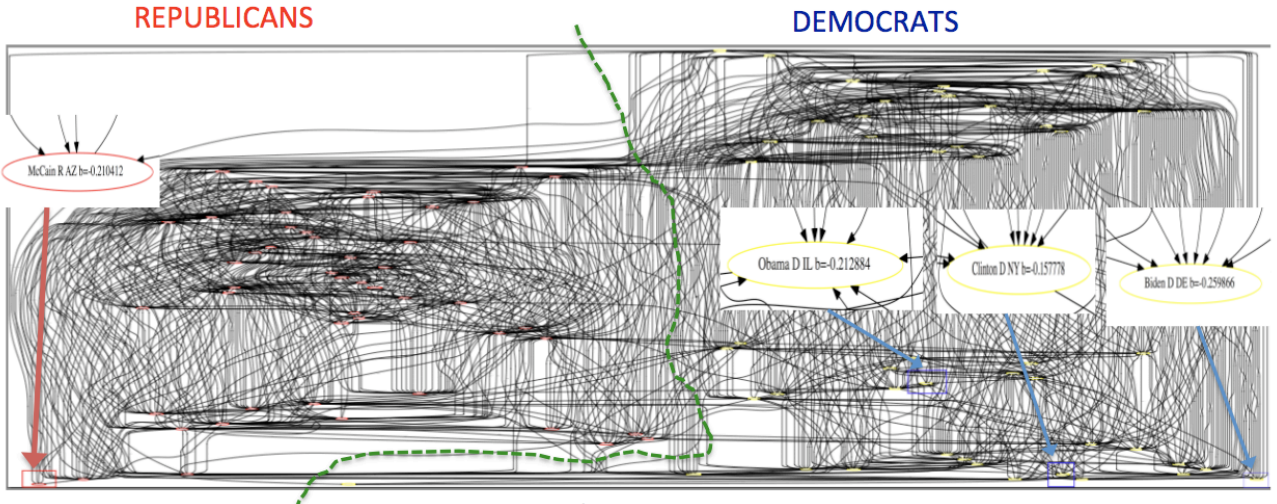 REPUBLICANS
DEMOCRATS
McCain R AZ b=-0.210412
Obama D IL b=-0.212884
Clinton D NY b=-0.157778
Biden D DE b=-0.259866